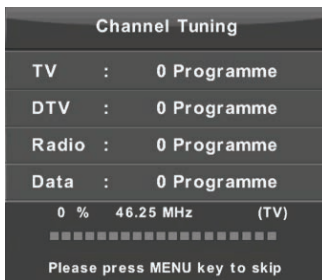 Channel Tuning
TV : 0 Programme
DTV : 0 Programme
Radio : 0 Programme
Data : 0 Programme
0 % 46.25 MHz (TV)
Please press MENU key to skip